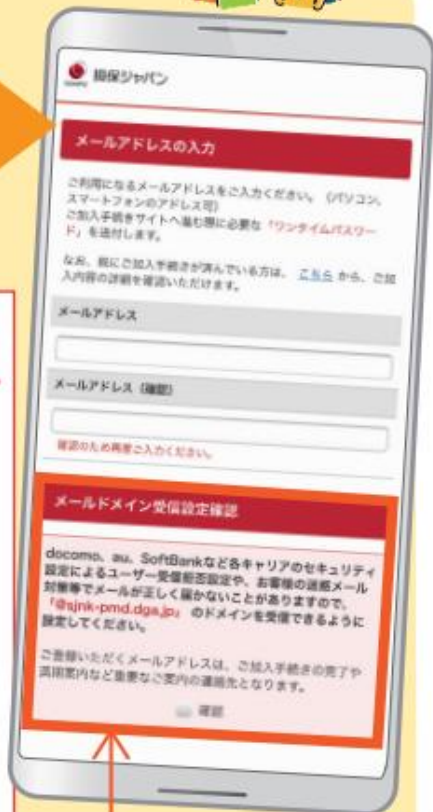 損保ジャパン
メールアドレスの入力
ご利用になるメールアドレスをご入力ください。(パソコン、
スマートフォンのアドレス可)
ご加入手続きサイトへ進む際に必要な「ワンタイムパスワー
ド」を送付します。
なお、既にご加入手続きが済んでいる方は、こちら から、ご加
入内容の詳細を確認いただけます。
メールアドレス
メールアドレス(確認)
確認のため再度ご入力ください。
メールドメイン受信設定確認
docomo、au、SoftBankなど各キャリアのセキュリティ
設定によるユーザー受信拒否設定や、お客様の迷惑メール
対策等でメールが正しく届かないことがありますので、
「@sjnk-pmd.dga.jp」のドメインを受信できるように
設定してください。
ご登録いただくメールアドレスは、ご加入手続きの完了や
満期案内など重要なご案内の連絡先となります。
確認